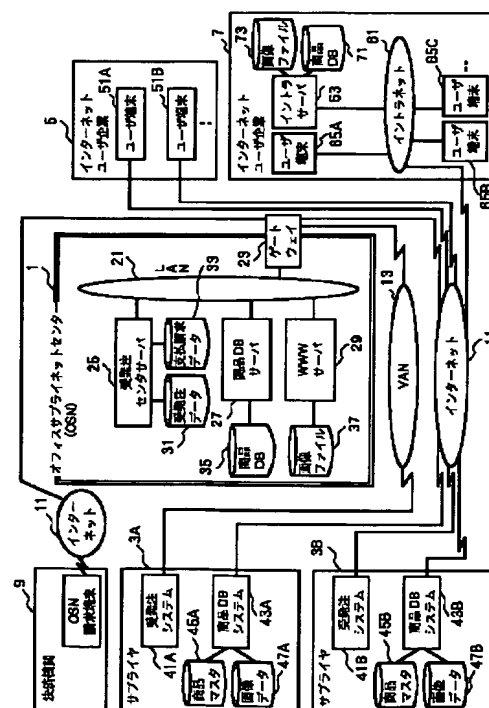 9
決済機関
OSN
請求端末
11
インター
ネット
1
オフィスサプライネットセンター
(OSN)
25
受発注
センタサーバ
31
受発注
データ
支払請求
データ
33
21
LAN
商品DB
サーバ
27
35
商品
DB
WWW
サーバ
29
画像
ファイル
37
23
ゲート
ウェイ
5
インターネット
ユーザ企業
51A
ユーザ端末
51B
ユーザ端末
7
インターネット
ユーザ企業
73
画像
ファイル
商品
DB
71
イントラ
サーバ
63
65A
ユーザ
端末
61
イントラネット
65C
ユーザ
端末
ユーザ
端末
65B
13
VAN
インターネット
11
3A
サプライヤ
受発注
システム
41A
商品DB
システム
43A
45A
商品
マスタ
画像
データ
47A
3B
サプライヤ
受発注
システム
41B
商品DB
システム
43B
45B
商品
マスタ
画像
データ
47B